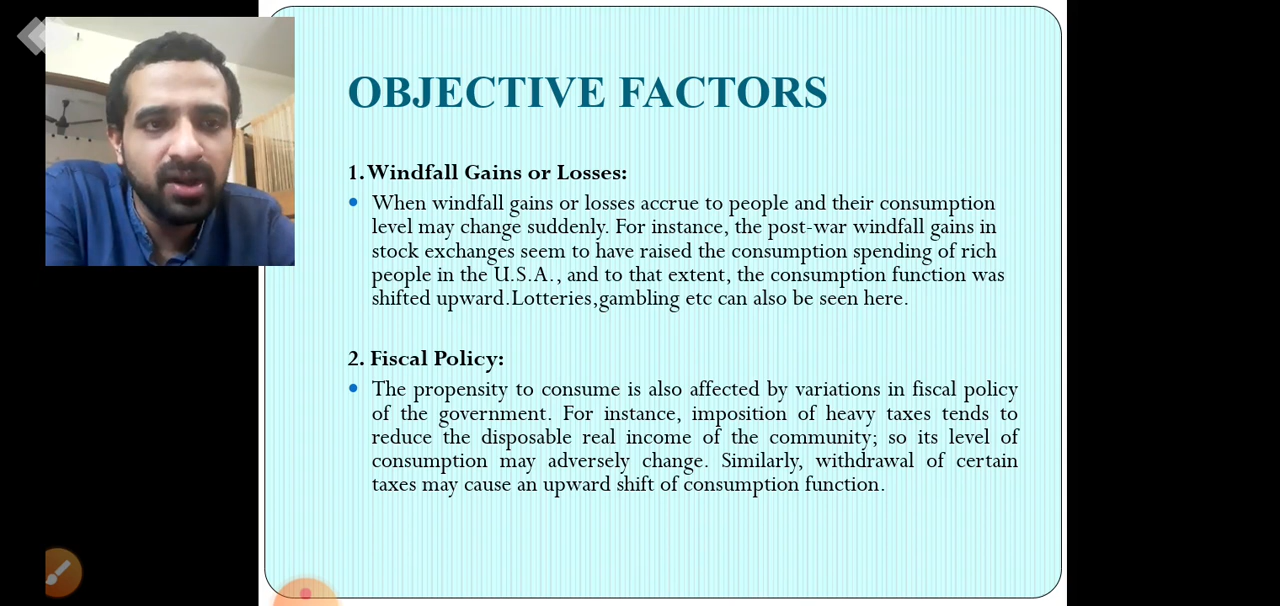 OBJECTIVE FACTORS
1. Windfall Gains or Losses:
• When windfall gains or losses accrue to people and their consumption
level may change suddenly. For instance, the post-war windfall gains in
stock exchanges seem to have raised the consumption spending of rich
people in the U.S.A., and to that extent, the consumption function was
shifted upward.Lotteries,gambling etc can also be seen here.
2. Fiscal Policy:
• The propensity to consume is also affected by variations in fiscal policy
of the government. For instance, imposition of heavy taxes tends to
reduce the disposable real income of the community; so its level of
consumption may adversely change. Similarly, withdrawal of certain
taxes may cause an upward shift of consumption function.